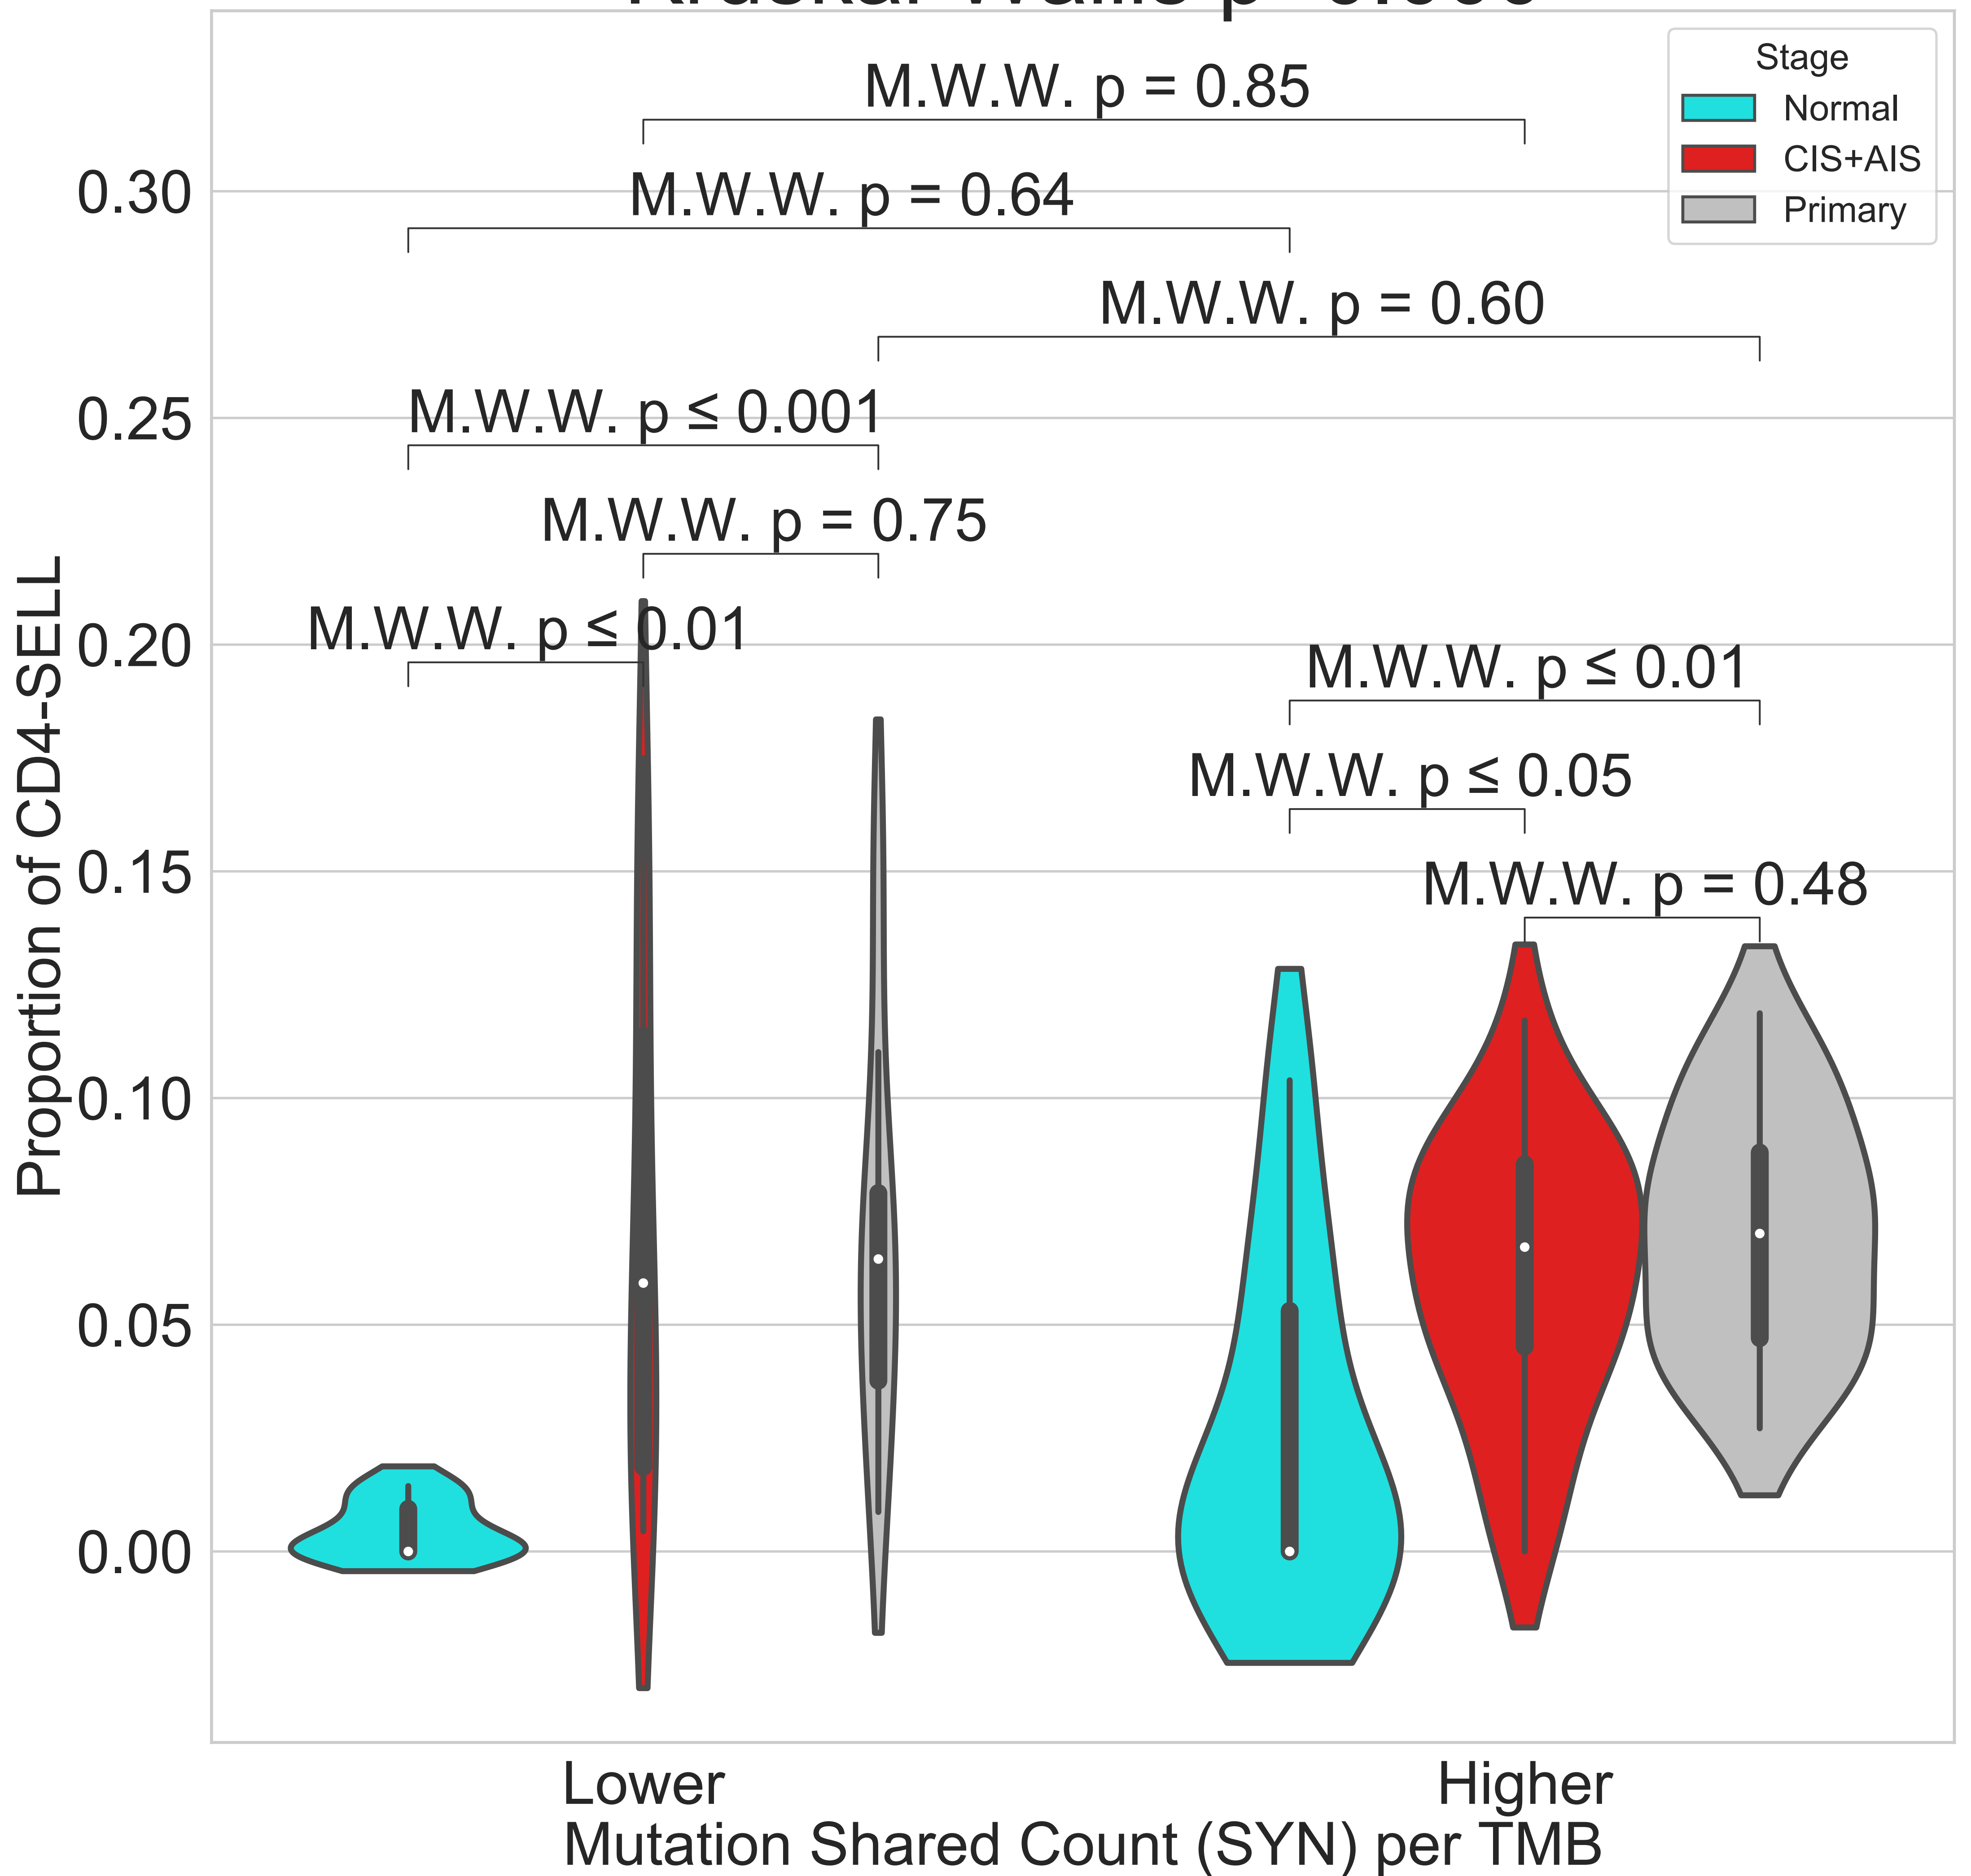 Stage
Normal
CIS+AIS
Primary
M.W.W. p = 0.85
M.W.W. p = 0.64
M.W.W. p = 0.60
M.W.W. p ≤ 0.001
M.W.W. p = 0.75
M.W.W. p ≤ 0.01
M.W.W. p ≤ 0.01
M.W.W. p ≤ 0.05
M.W.W. p = 0.48
0.30
0.25
0.20
0.15
0.10
0.05
0.00
Proportion of CD4-SELL
Lower
Higher
Mutation Shared Count (SYN) per TMB